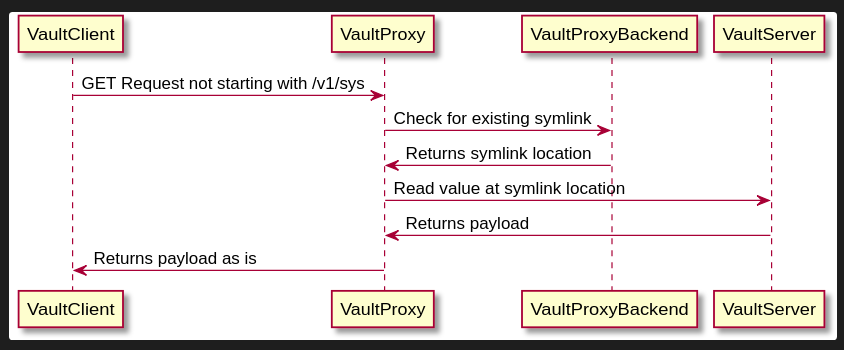 VaultClient
VaultProxy
VaultProxyBackend
VaultServer
GET Request not starting with /v1/sys
Check for existing symlink
Returns symlink location
Read value at symlink location
Returns payload
Returns payload as is
VaultClient
VaultProxy
VaultProxyBackend
VaultServer